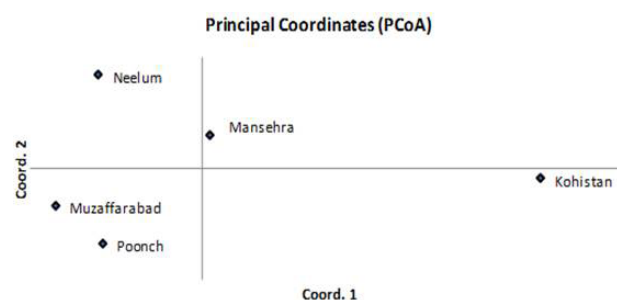 Principal Coordinates (PCoA)
Neelum
Mansehra
Coord. 2
Kohistan
Muzaffarabad
Poonch
Coord. 1